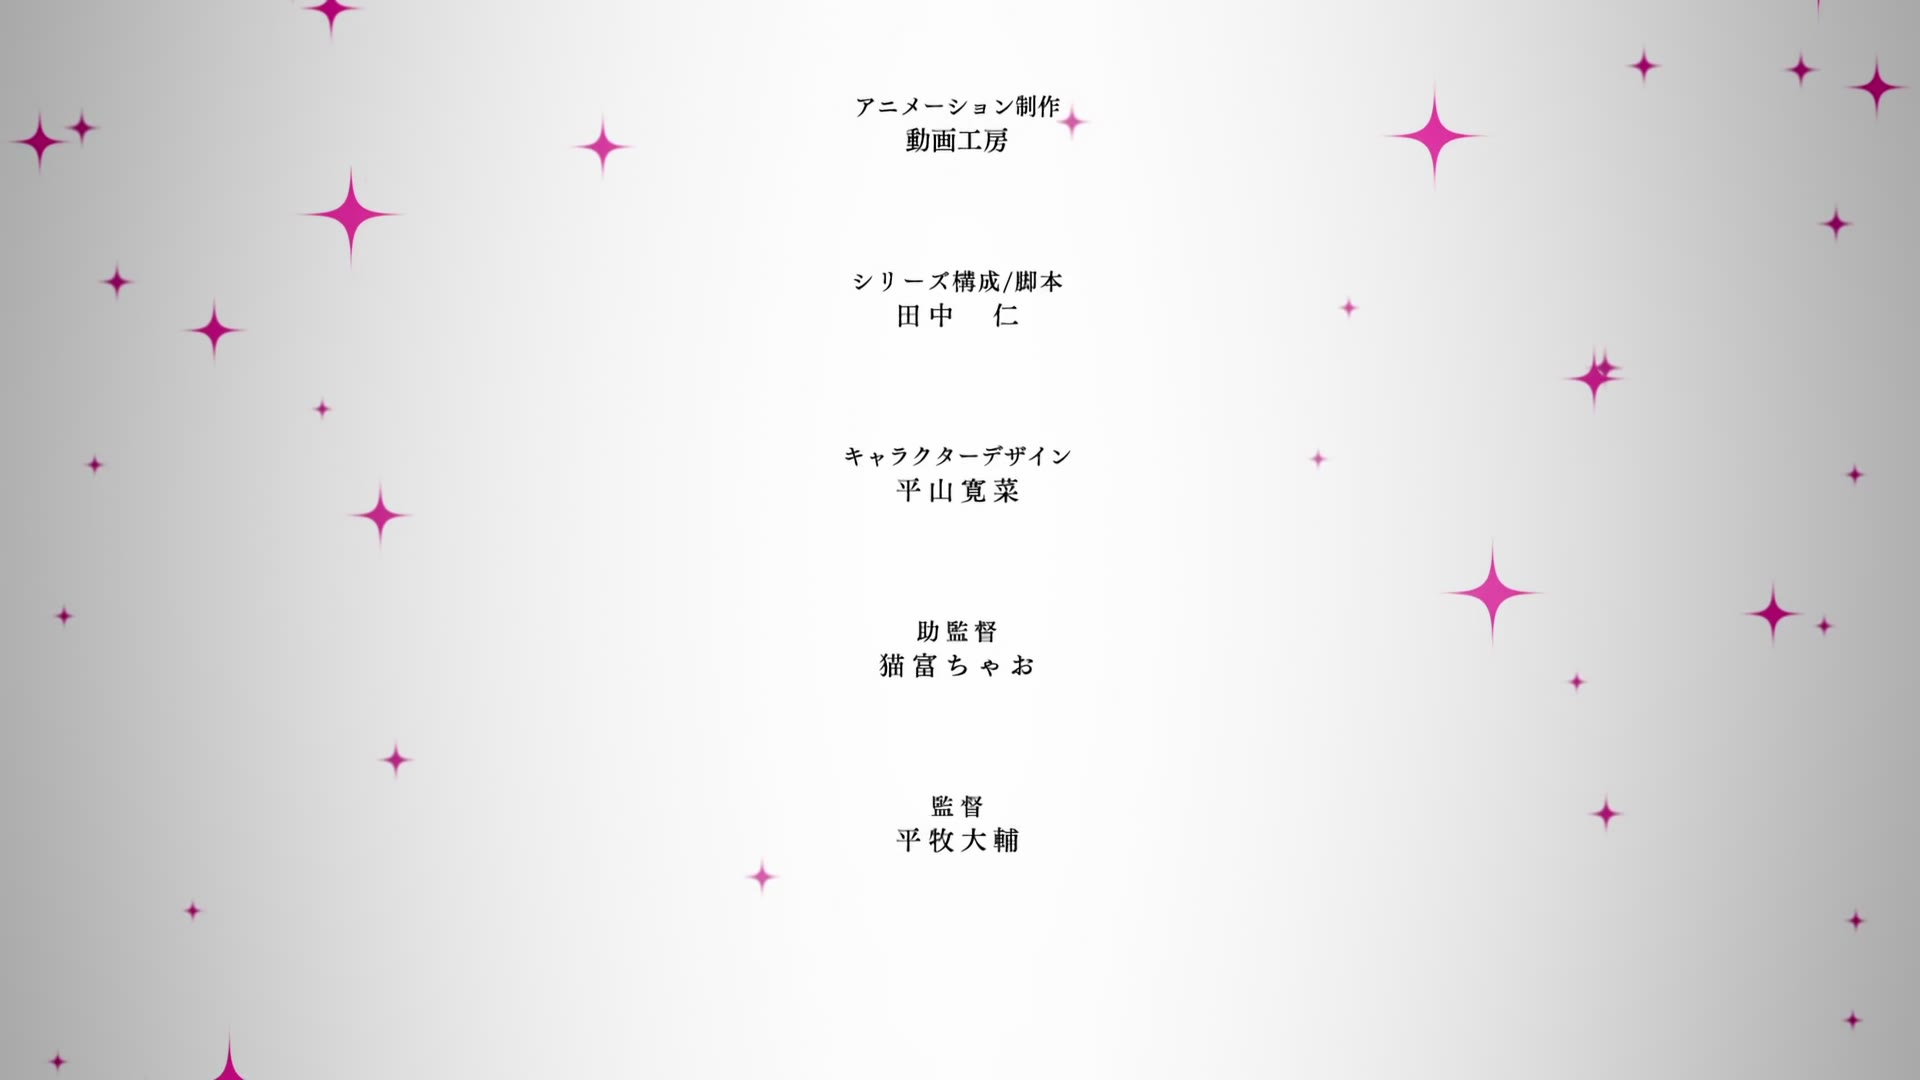 アニメーション制作
動画工房
シリーズ構成/脚本
田中　仁
キャラクターデザイン
平山寛菜
助監督
猫富ちゃお
監督
平牧大輔